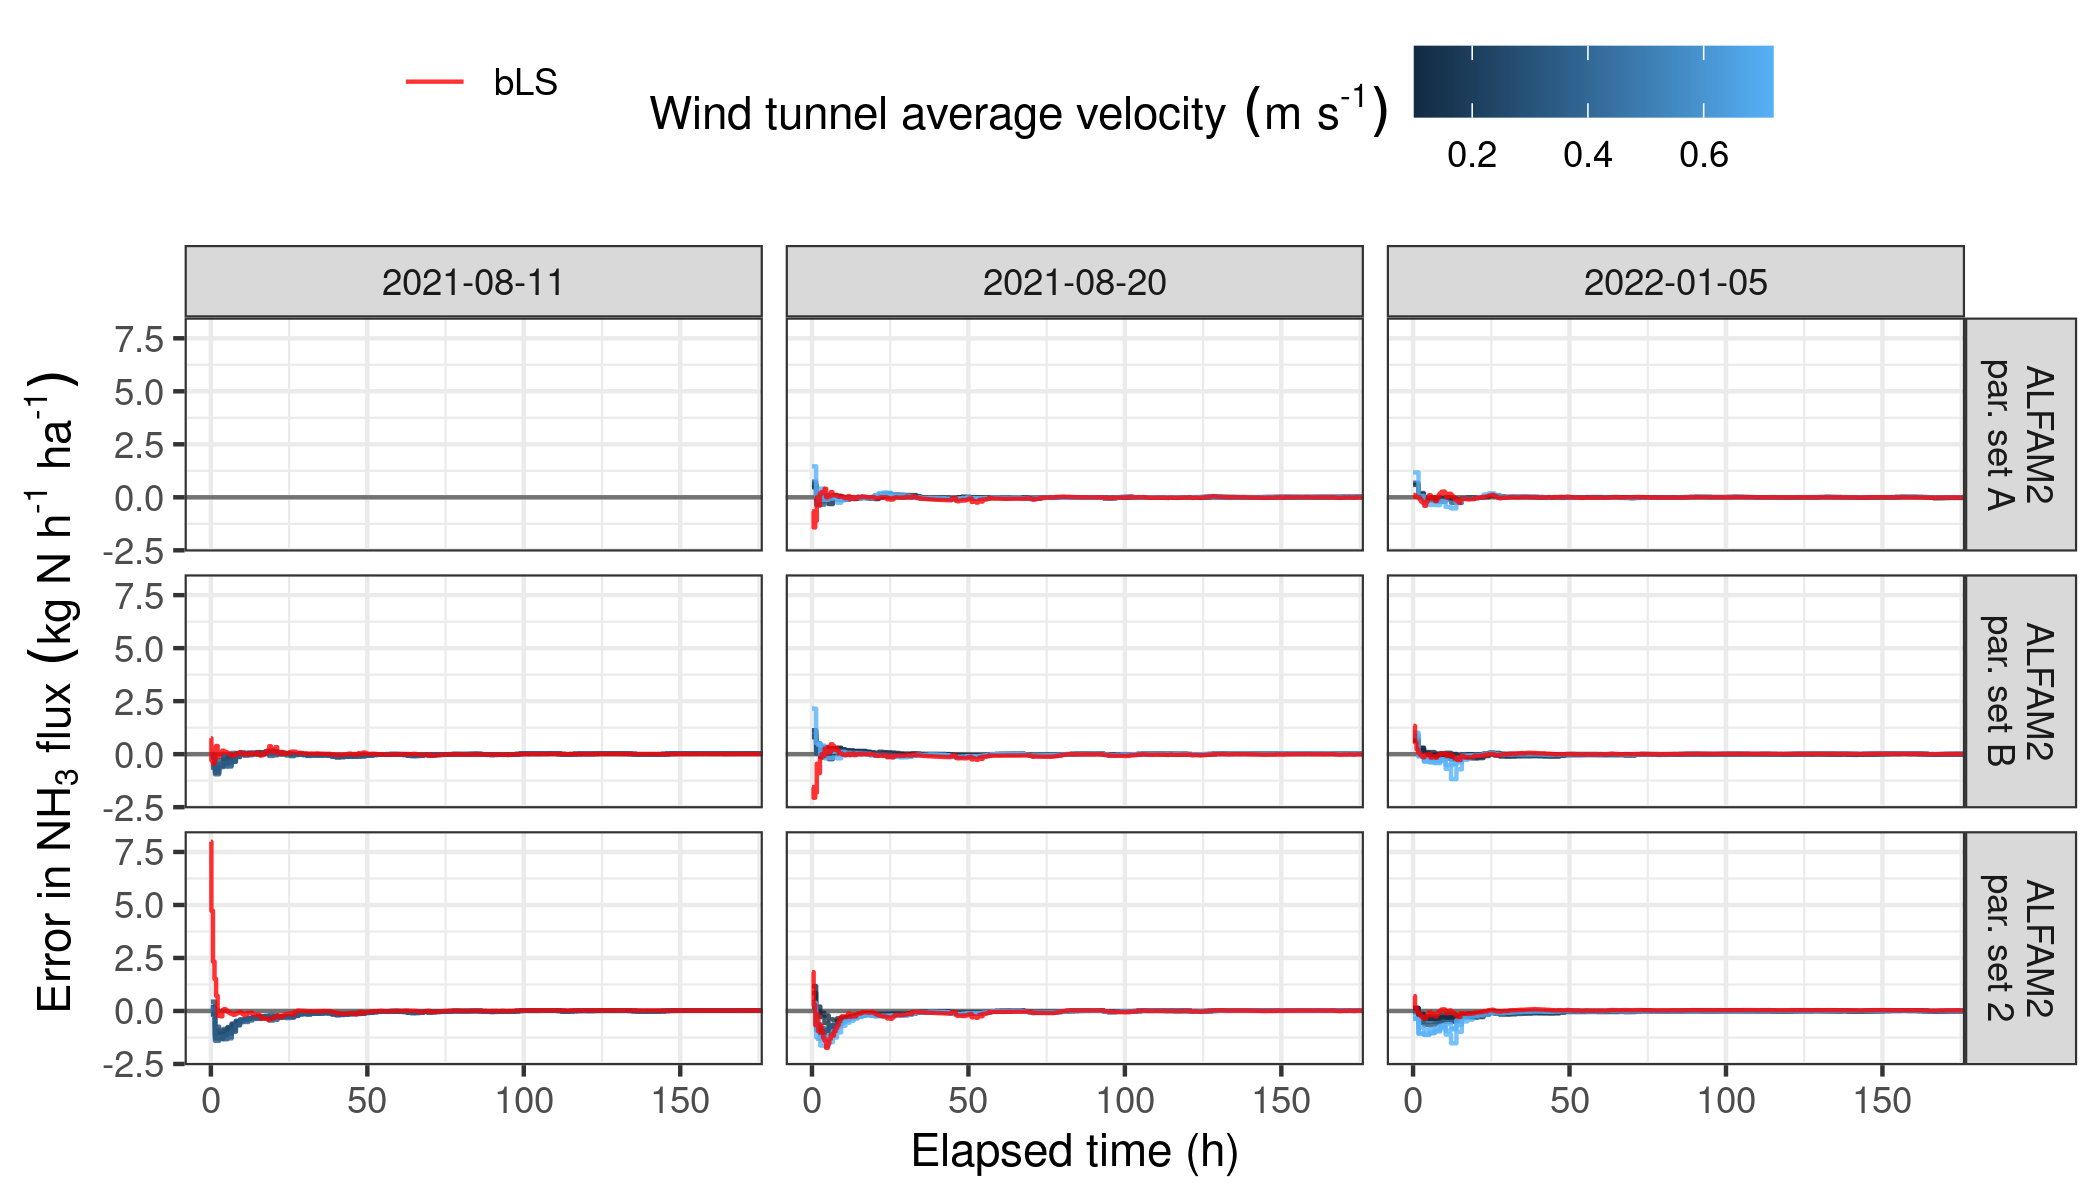 bLS
Wind tunnel average velocity (m s-1)
0.2 0.4 0.6
2021-08-11 2021-08-20 2022-01-05
7.5
5.0
2.5
0.0
-2.5
ALFAM2
par. set A
7.5
5.0
2.5
0.0
-2.5
ALFAM2
par. set B
7.5
5.0
2.5
0.0
-2.5
ALFAM2
par. set 2
0 50 100 150 0 50 100 150 0 50 100 150
Elapsed time (h)
Error in NH3 flux (kg N h-1 ha-1)